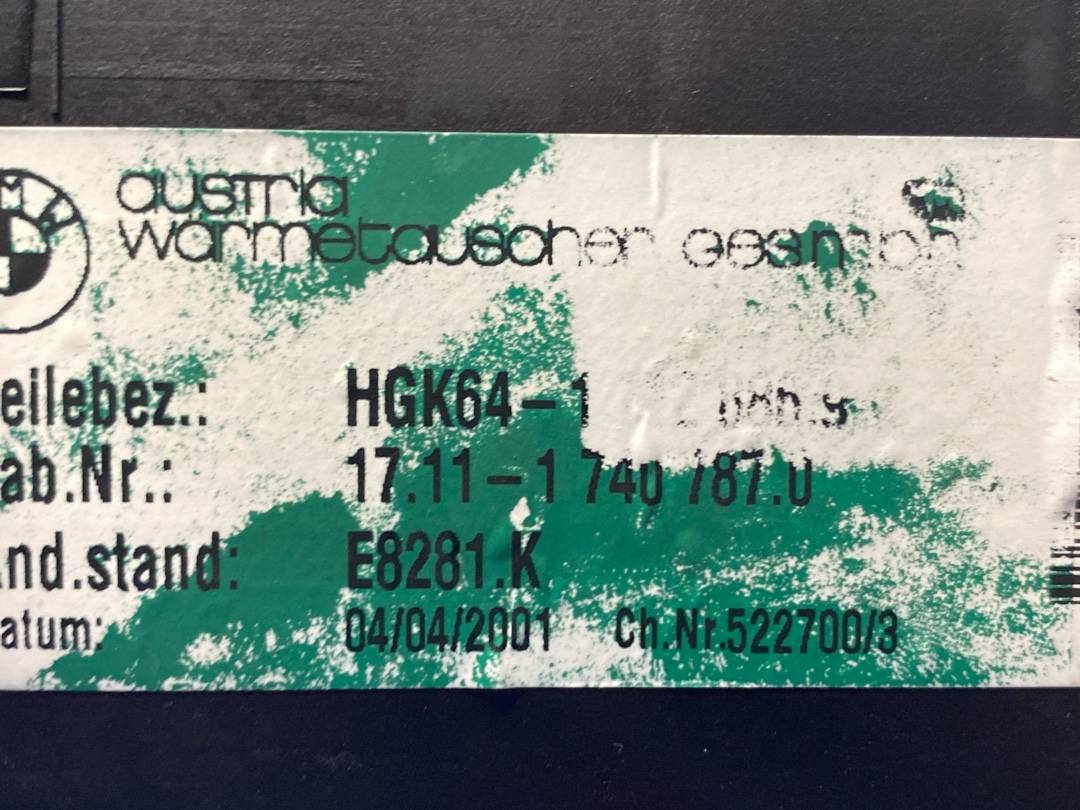 austria
wärmetauscher Gesmbh
eilebez.: HGK64-1
ab.Nr.: 17.11-1 740 787.0
nd.stand: E8281.K
atum: 04/04/2001 Ch.Nr.522700/3